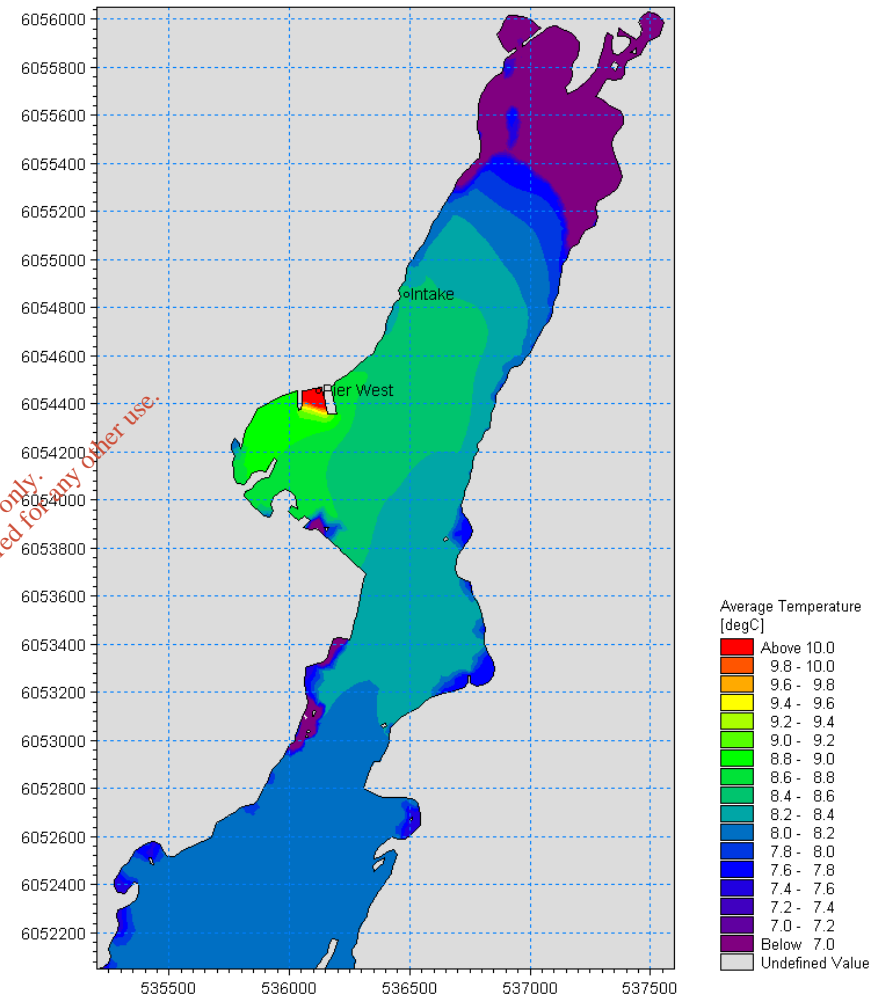 6056000
6055800
6055600
6055400
6055200
6055000
6054800
6054600
6054400
6054200
6054000
6053800
6053600
6053400
6053200
6053000
6052800
6052600
6052400
6052200
535500 536000 536500 537000 537500
Intake
Pier West
only.
red for any other use.
Average Temperature
[degC]
Above 10.0
9.8 - 10.0
9.6 - 9.8
9.4 - 9.6
9.2 - 9.4
9.0 - 9.2
8.8 - 9.0
8.6 - 8.8
8.4 - 8.6
8.2 - 8.4
8.0 - 8.2
7.8 - 8.0
7.6 - 7.8
7.4 - 7.6
7.2 - 7.4
7.0 - 7.2
Below 7.0
Undefined Value